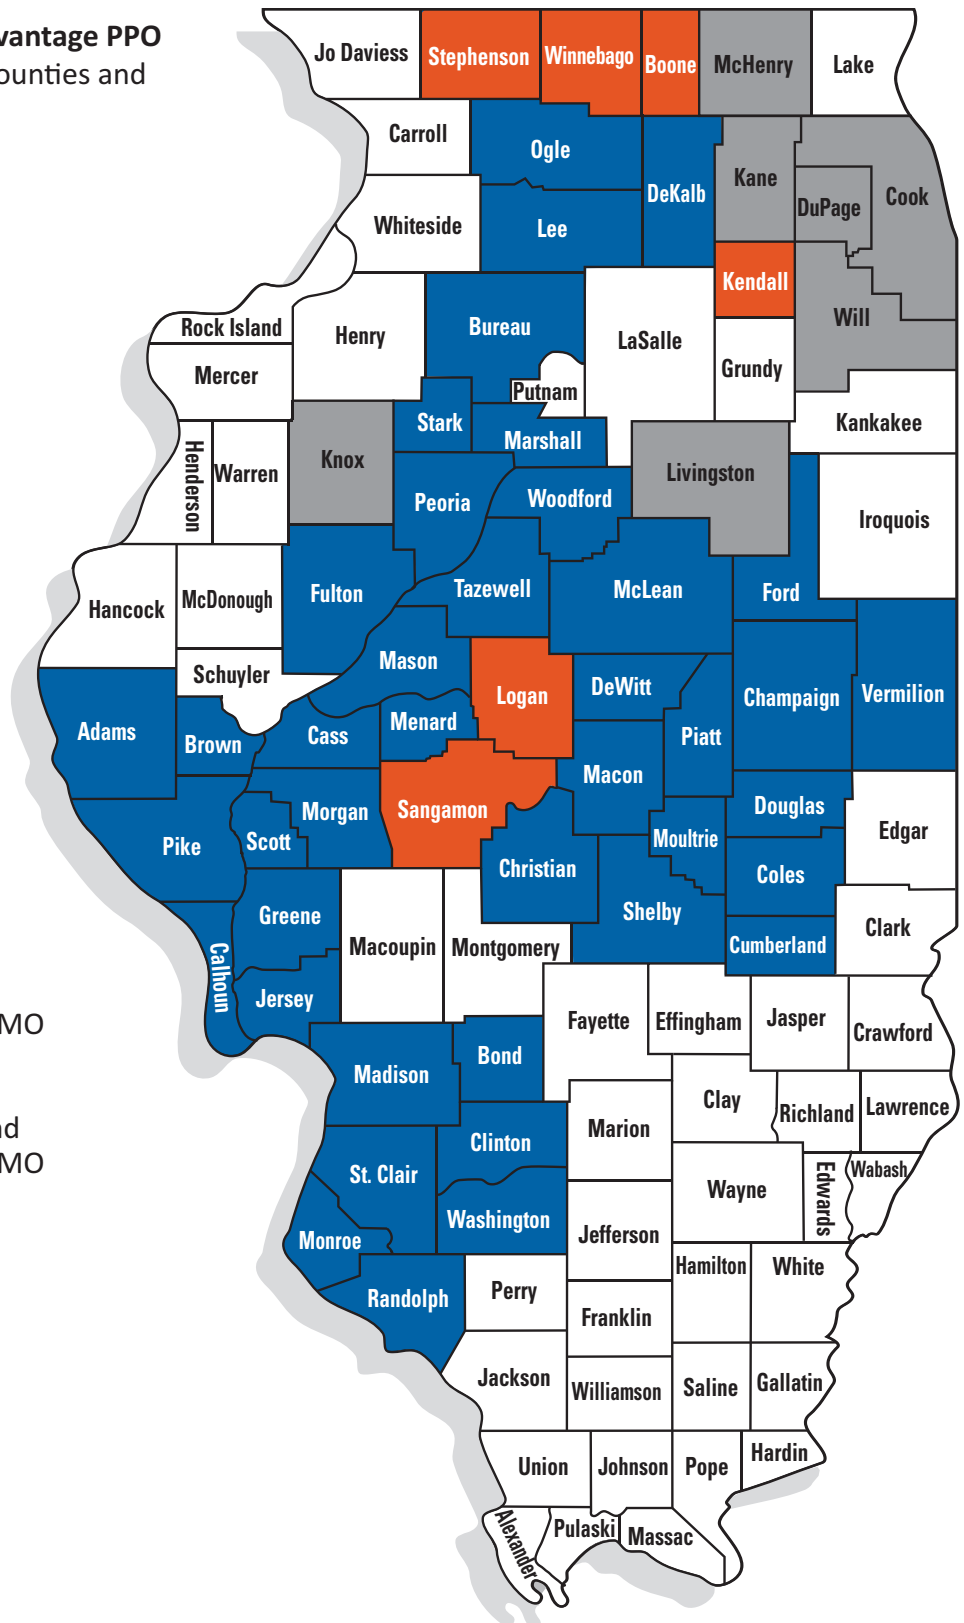 vantage PPO
ounties and
Jo Daviess
Stephenson
Winnebago
Boone
McHenry
Lake
Carroll
Ogle
DeKalb
Kane
DuPage
Cook
Whiteside
Lee
Kendall
Will
Rock Island
Henry
Bureau
LaSalle
Grundy
Mercer
Putnam
Kankakee
Stark
Marshall
Henderson
Warren
Knox
Livingston
Peoria
Woodford
Iroquois
Hancock
McDonough
Fulton
Tazewell
McLean
Ford
Schuyler
Mason
Logan
DeWitt
Champaign
Vermilion
Adams
Brown
Cass
Menard
Piatt
Macon
Pike
Scott
Morgan
Sangamon
Moultrie
Douglas
Edgar
Christian
Coles
Greene
Shelby
Macoupin
Montgomery
Cumberland
Clark
Calhoun
Jersey
MO
Fayette
Effingham
Jasper
Crawford
Madison
Bond
Clay
Richland
Lawrence
nd
MO
Marion
Clinton
St. Clair
Wayne
Edwards
Wabash
Monroe
Washington
Jefferson
Hamilton
White
Randolph
Perry
Franklin
Jackson
Williamson
Saline
Gallatin
Union
Johnson
Pope
Hardin
Alexander
Pulaski
Massac